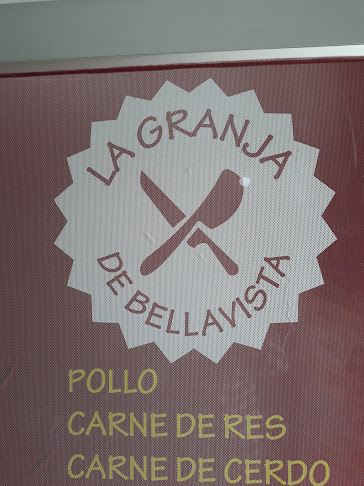 LA GRANJA
DE BELLAVISTA
POLLO
CARNE DE RES
CARNE DE CERDO